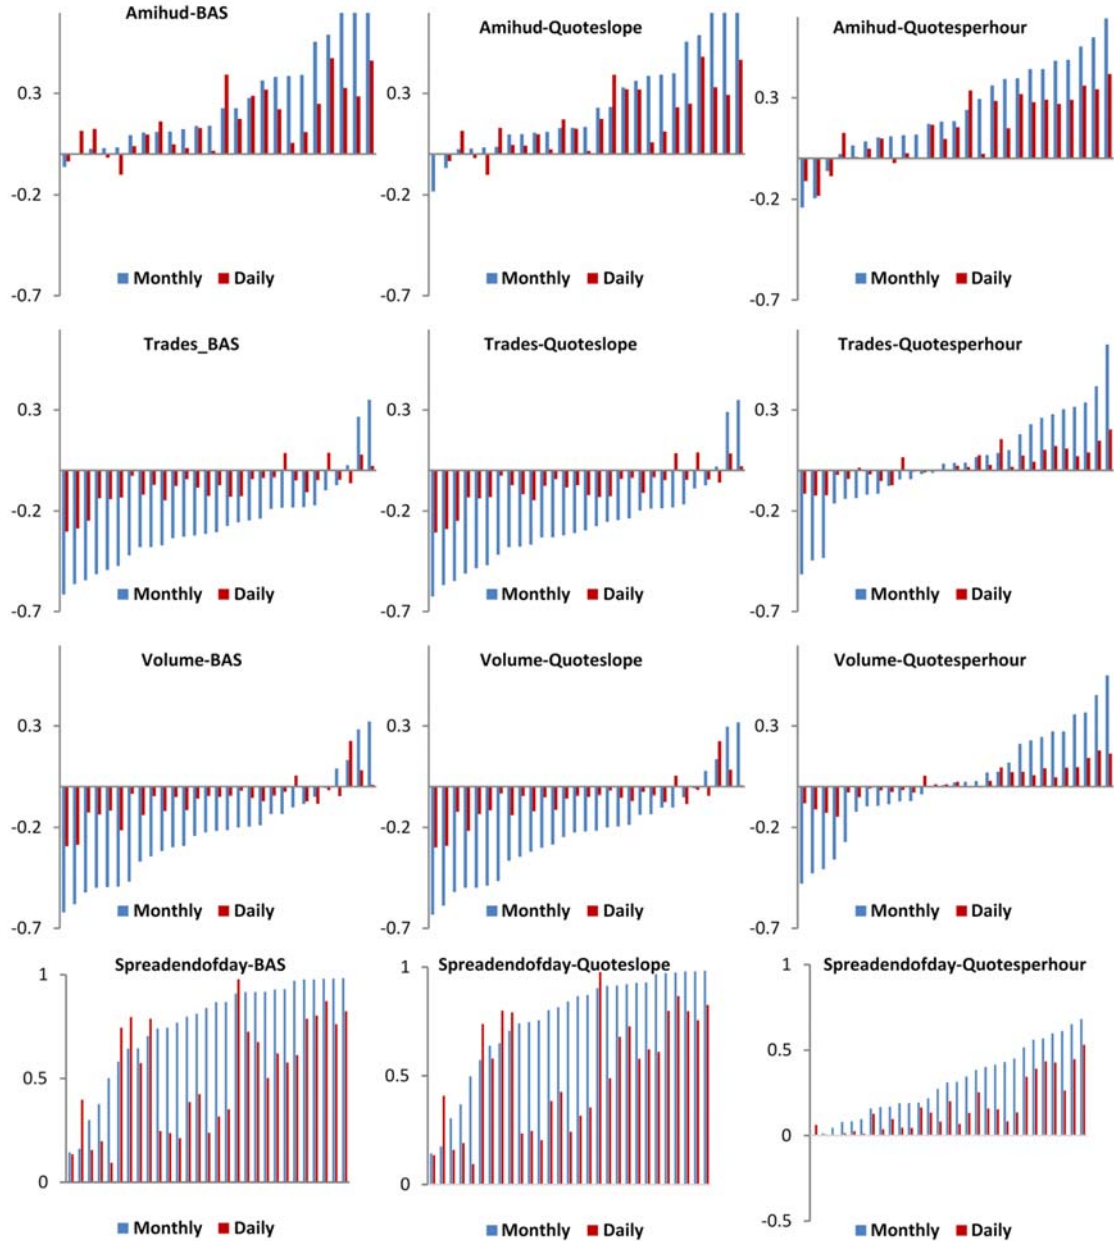 Amihud-BAS
0.3
-0.2
-0.7
Monthly Daily
Amihud-Quoteslope
0.3
-0.2
-0.7
Monthly Daily
Amihud-Quotesperhour
0.3
-0.2
-0.7
Monthly Daily
Trades_BAS
0.3
-0.2
-0.7
Monthly Daily
Trades-Quoteslope
0.3
-0.2
-0.7
Monthly Daily
Trades-Quotesperhour
0.3
-0.2
-0.7
Monthly Daily
Volume-BAS
0.3
-0.2
-0.7
Monthly Daily
Volume-Quoteslope
0.3
-0.2
-0.7
Monthly Daily
Volume-Quotesperhour
0.3
-0.2
-0.7
Monthly Daily
Spreadendofday-BAS
1
0.5
0
Monthly Daily
Spreadendofday-Quoteslope
1
0.5
0
Monthly Daily
Spreadendofday-Quotesperhour
1
0.5
0
-0.5
Monthly Daily